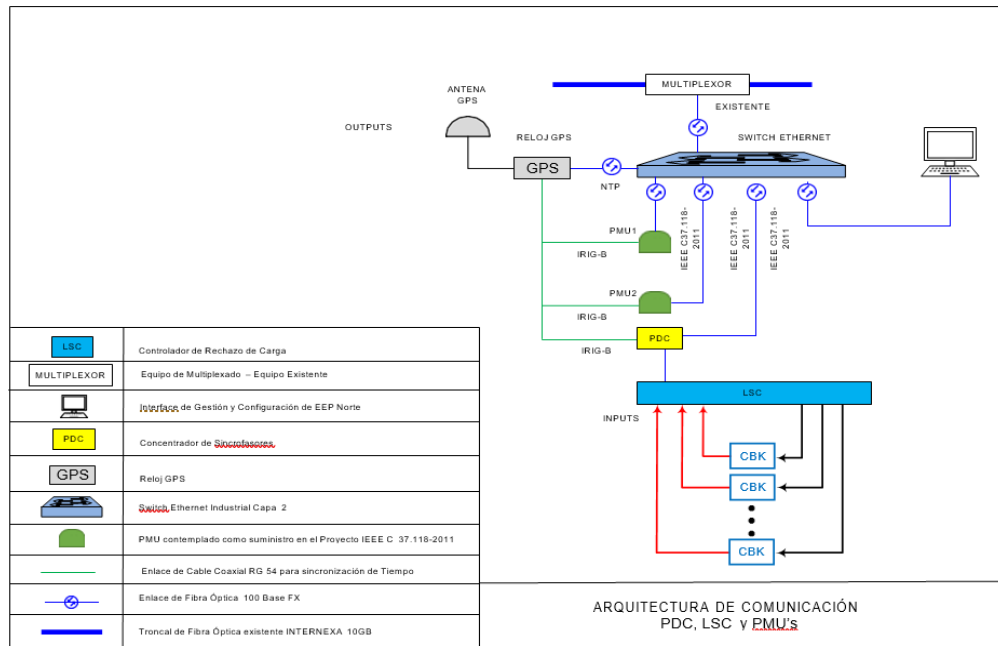 MULTIPLEXOR
EXISTENTE
ANTENA
GPS
OUTPUTS
RELOJ GPS
SWITCH ETHERNET
GPS
NTP
PMU1
IRIG-B
IEEE C37.118-
2011
IEEE C37.118-
2011
IEEE C37.118-
2011
PMU2
IRIG-B
PDC
IRIG-B
LSC
INPUTS
CBK
CBK
CBK
LSC
Controlador de Rechazo de Carga
MULTIPLEXOR
Equipo de Multiplexado – Equipo Existente
Interface de Gestión y Configuración de EEP Norte
PDC
Concentrador de Sincrofasores
GPS
Reloj GPS
Switch Ethernet Industrial Capa 2
PMU contemplado como suministro en el Proyecto IEEE C 37.118-2011
Enlace de Cable Coaxial RG 54 para sincronización de Tiempo
Enlace de Fibra Óptica 100 Base FX
Troncal de Fibra Óptica existente INTERNEXA 10GB
ARQUITECTURA DE COMUNICACIÓN
PDC, LSC y PMU's